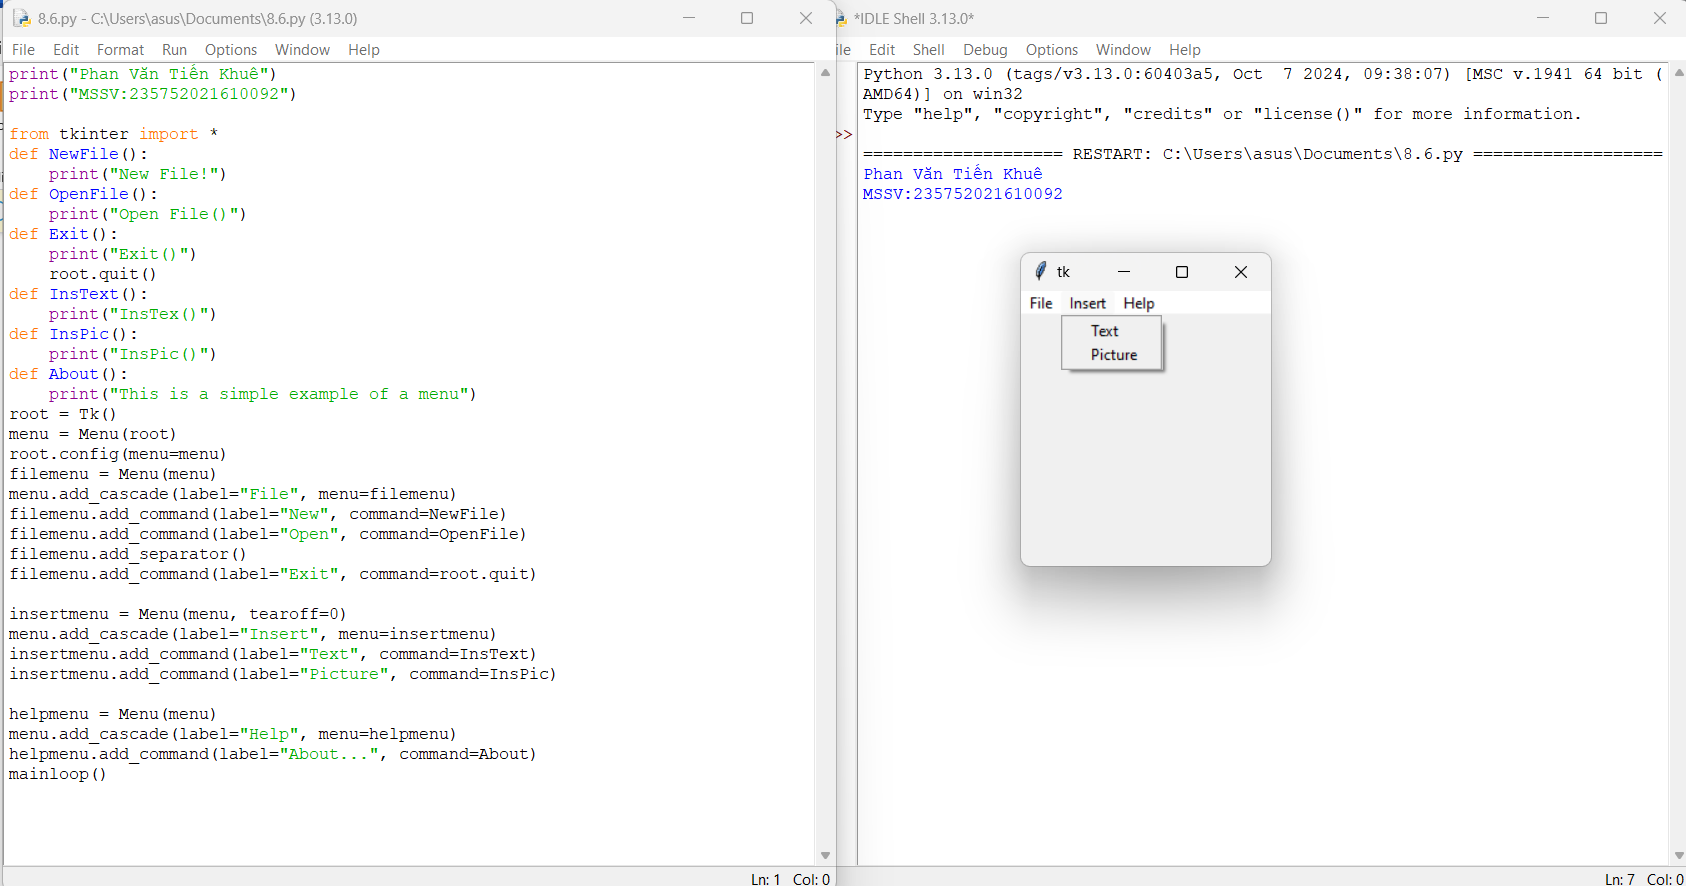 8.6.py - C:\Users\asus\Documents\8.6.py (3.13.0)
File Edit Format Run Options Window Help
print("Phan Văn Tiến Khuê")
print("MSSV:235752021610092")

from tkinter import *
def NewFile():
    print("New File!")
def OpenFile():
    print("Open File()")
def Exit():
    print("Exit()")
    root.quit()
def InsText():
    print("InsTex()")
def InsPic():
    print("InsPic()")
def About():
    print("This is a simple example of a menu")
root = Tk()
menu = Menu(root)
root.config(menu=menu)
filemenu = Menu(menu)
menu.add_cascade(label="File", menu=filemenu)
filemenu.add_command(label="New", command=NewFile)
filemenu.add_command(label="Open", command=OpenFile)
filemenu.add_separator()
filemenu.add_command(label="Exit", command=root.quit)

insertmenu = Menu(menu, tearoff=0)
menu.add_cascade(label="Insert", menu=insertmenu)
insertmenu.add_command(label="Text", command=InsText)
insertmenu.add_command(label="Picture", command=InsPic)

helpmenu = Menu(menu)
menu.add_cascade(label="Help", menu=helpmenu)
helpmenu.add_command(label="About...", command=About)
mainloop()
Ln: 1 Col: 0
*IDLE Shell 3.13.0*
ile Edit Shell Debug Options Window Help
Python 3.13.0 (tags/v3.13.0:60403a5, Oct  7 2024, 09:38:07) [MSC v.1941 64 bit (
AMD64)] on win32
Type "help", "copyright", "credits" or "license()" for more information.
>>
==================== RESTART: C:\Users\asus\Documents\8.6.py ===================
Phan Văn Tiến Khuê
MSSV:235752021610092
tk
File Insert Help
Text
Picture
Ln: 7 Col: 0